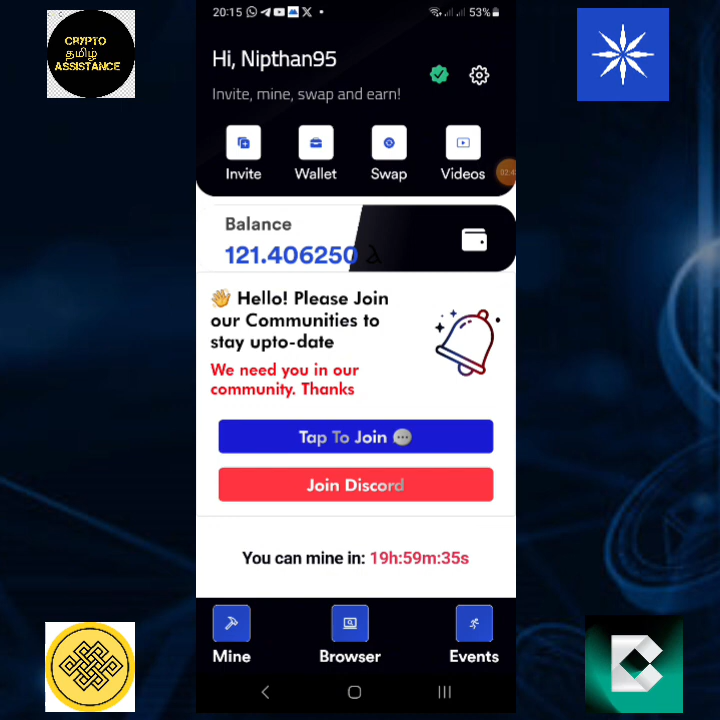 CRYPTO
தமிழ்
ASSISTANCE
20:15
53%
Hi, Nipthan95
Invite, mine, swap and earn!
Invite
Wallet
Swap
Videos
Balance
121.406250 λ
👋 Hello! Please Join
our Communities to
stay upto-date
We need you in our
community. Thanks
Tap To Join 💬
Join Discord
You can mine in: 19h:59m:35s
Mine
Browser
Events